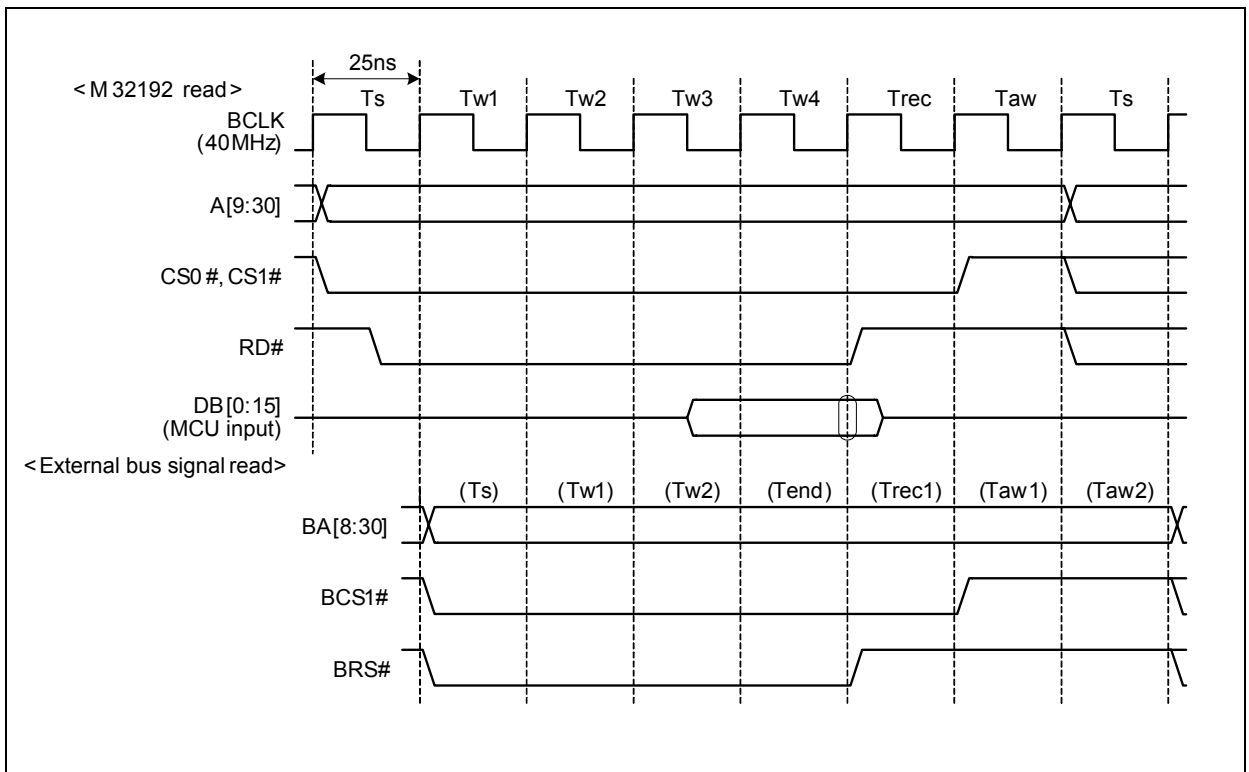 25ns
<M 32192 read>
Ts Tw1 Tw2 Tw3 Tw4 Trec Taw Ts
BCLK
(40MHz)
A[9:30]
CS0 #, CS1#
RD#
DB[0:15]
(MCU input)
<External bus signal read>
(Ts) (Tw1) (Tw2) (Tend) (Trec1) (Taw1) (Taw2)
BA[8:30]
BCS1#
BRS#